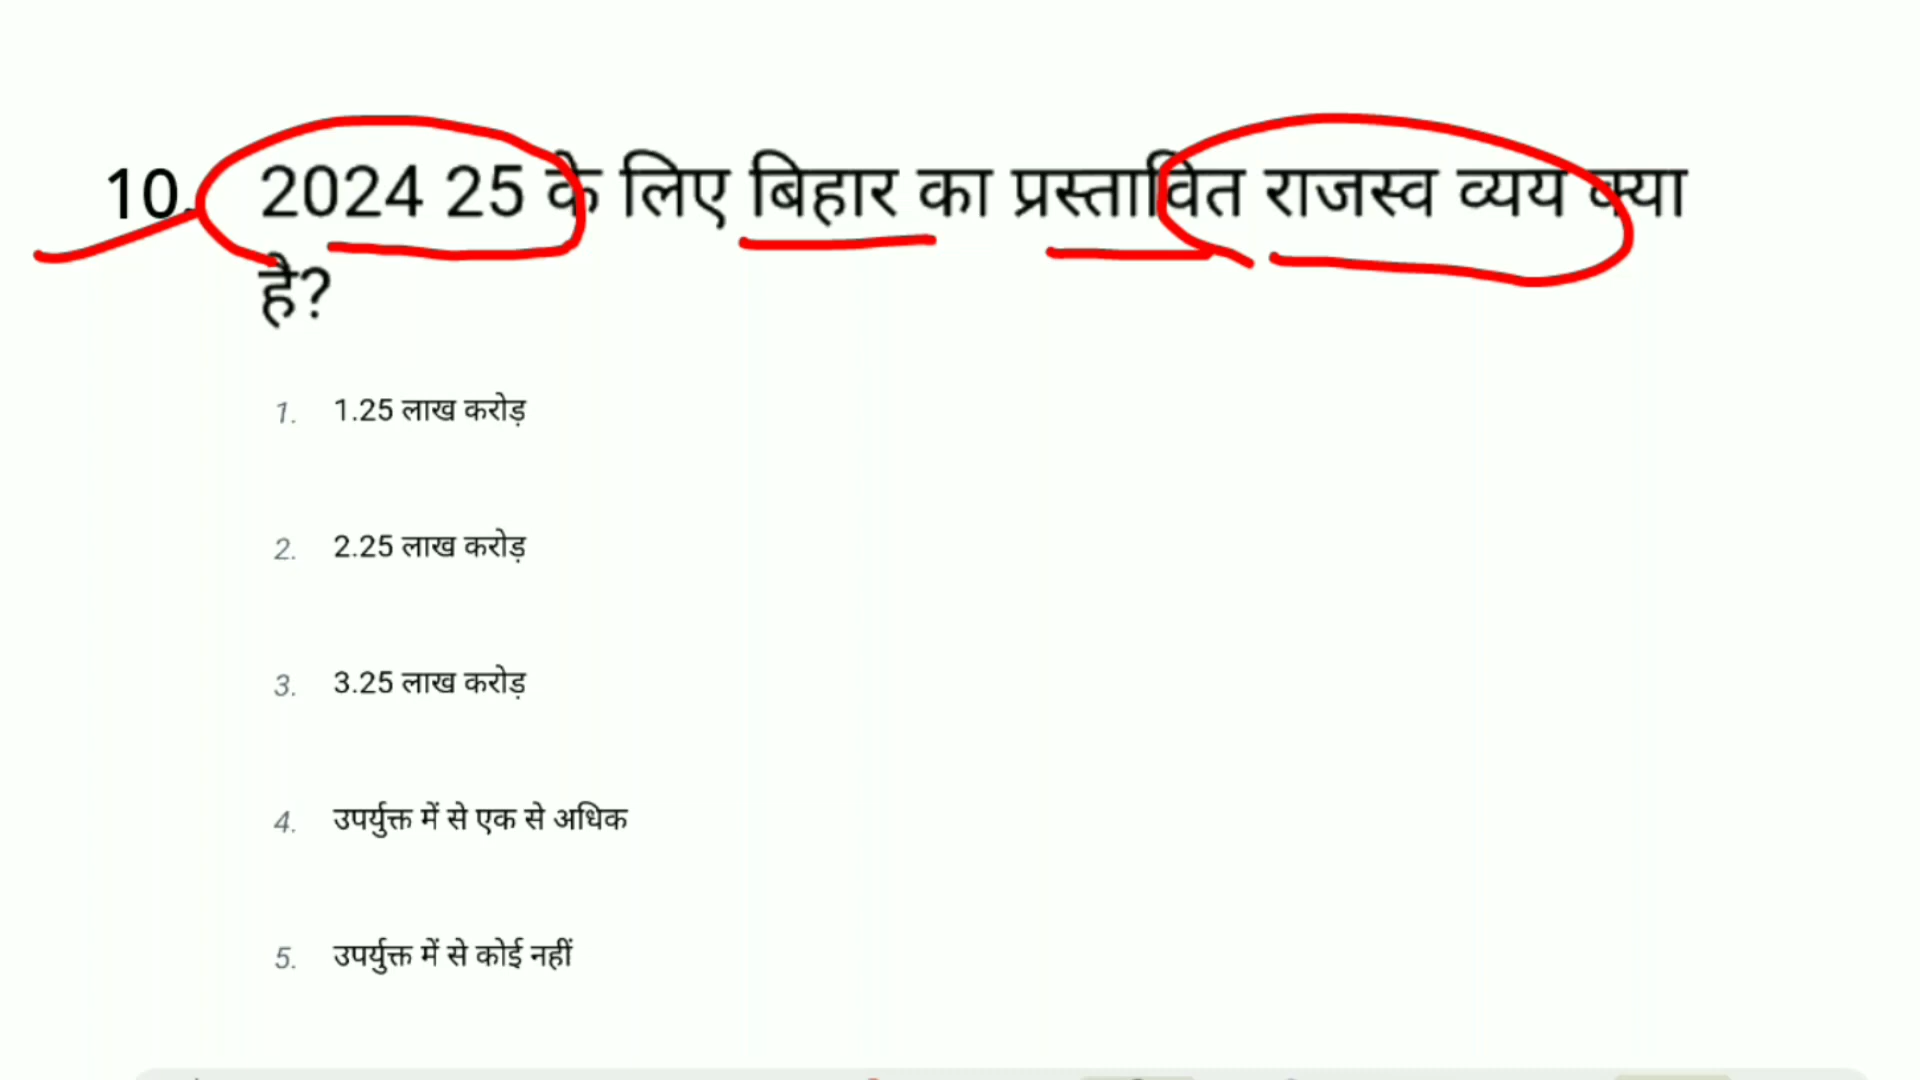 10. 2024 25 के लिए बिहार का प्रस्तावित राजस्व व्यय क्या
है?
1. 1.25 लाख करोड़
2. 2.25 लाख करोड़
3. 3.25 लाख करोड़
4. उपर्युक्त में से एक से अधिक
5. उपर्युक्त में से कोई नहीं